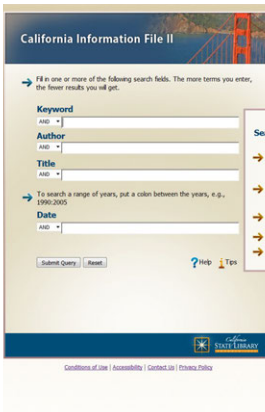 California Information File II
Fill in one or more of the following search fields. The more terms you enter,
the fewer results you will get.
Keyword
AND
Author
AND
Title
AND
To search a range of years, put a colon between the years, e.g.,
1990:2005
Date
AND
Submit Query Reset
?Help i Tips
Sea
California
STATE LIBRARY
Conditions of Use | Accessibility | Contact Us | Privacy Policy